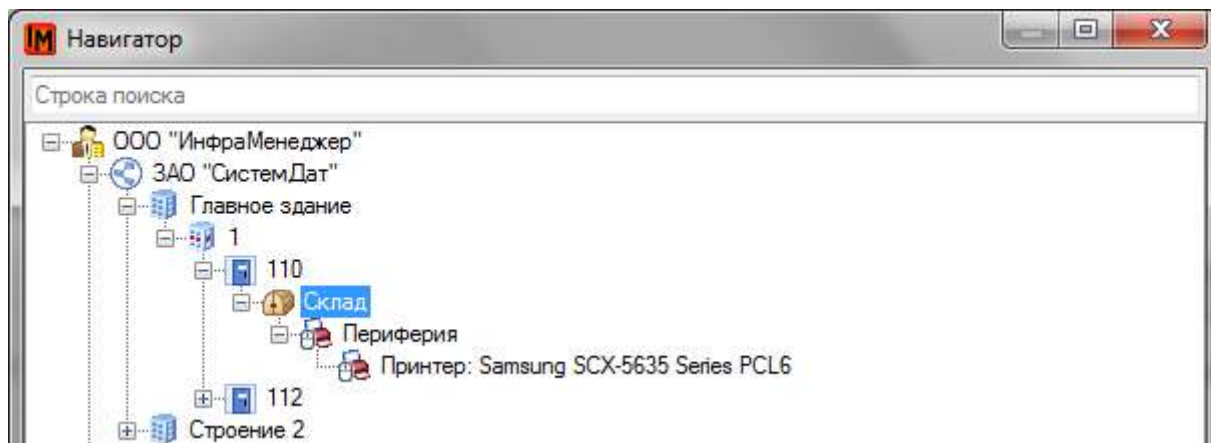 IM Навигатор
Строка поиска
ООО "ИнфраМенеджер"
ЗАО "СистемДат"
Главное здание
1
110
Склад
Периферия
Принтер: Samsung SCX-5635 Series PCL6
112
Строение 2